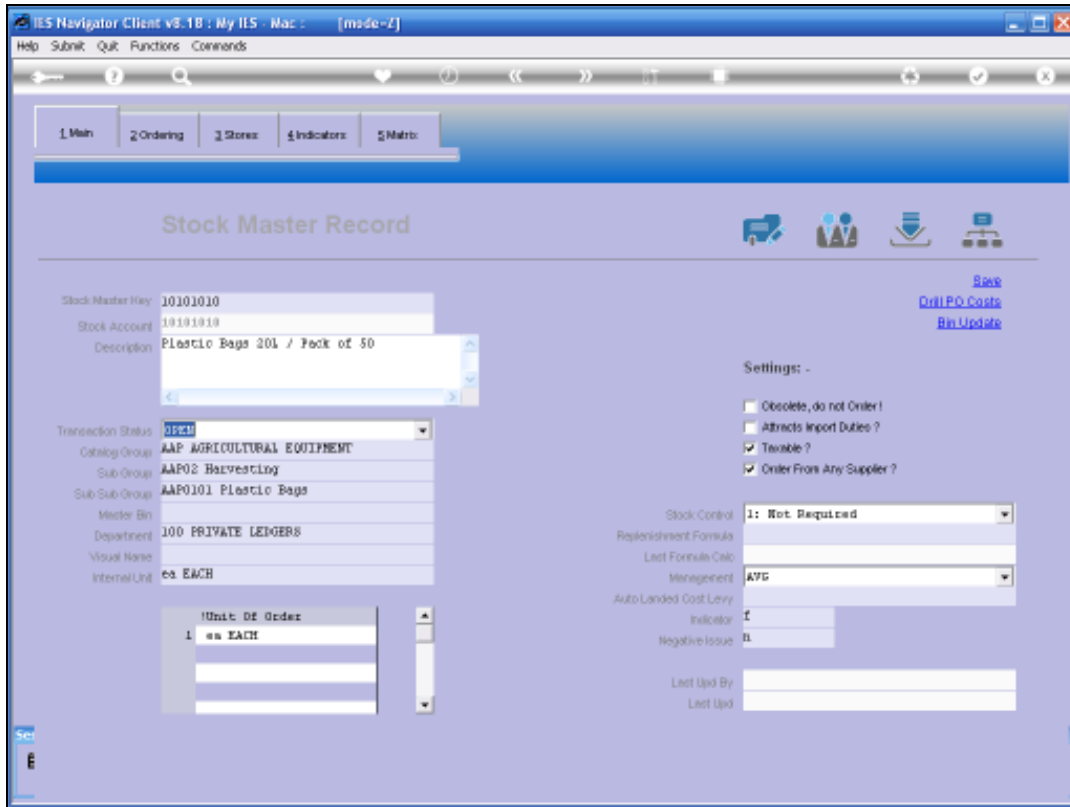 IES Navigator Client v8.1B : My IES - Mac : [mode=Z]
Help Submit Quit Functions Commands
1 Main 2 Ordering 3 Stores 4 Indicators 5 Matrix
Stock Master Record
Save
Drill PO Costs
Bin Update
Stock Master Key 10101010
Stock Account 10101010
Description Plastic Bags 20L / Pack of 50
Settings: -
Obsolete, do not Order !
Attracts Import Duties ?
Taxable ?
Order From Any Supplier ?
Transaction Status OPEN
Catalog Group AAP AGRICULTURAL EQUIPMENT
Sub Group AAP02 Harvesting
Sub Sub Group AAP0101 Plastic Bags
Master Bin
Department 100 PRIVATE LEDGERS
Visual Name
Internal Unit ea EACH
Stock Control 1: Not Required
Replenishment Formula
Last Formula Calc
Management AVG
Auto Landed Cost Levy
Indicator f
Negative Issue n
!Unit Of Order
1 ea EACH
Last Upd By
Last Upd